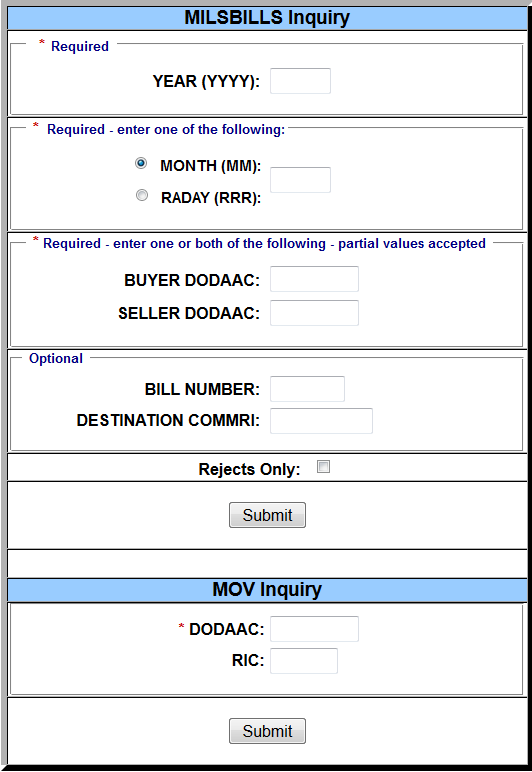 MILSBILLS Inquiry
* Required
YEAR (YYYY):
* Required - enter one of the following:
MONTH (MM):
RADAY (RRR):
* Required - enter one or both of the following - partial values accepted
BUYER DODAAC:
SELLER DODAAC:
Optional
BILL NUMBER:
DESTINATION COMMRI:
Rejects Only:
Submit
MOV Inquiry
* DODAAC:
RIC:
Submit